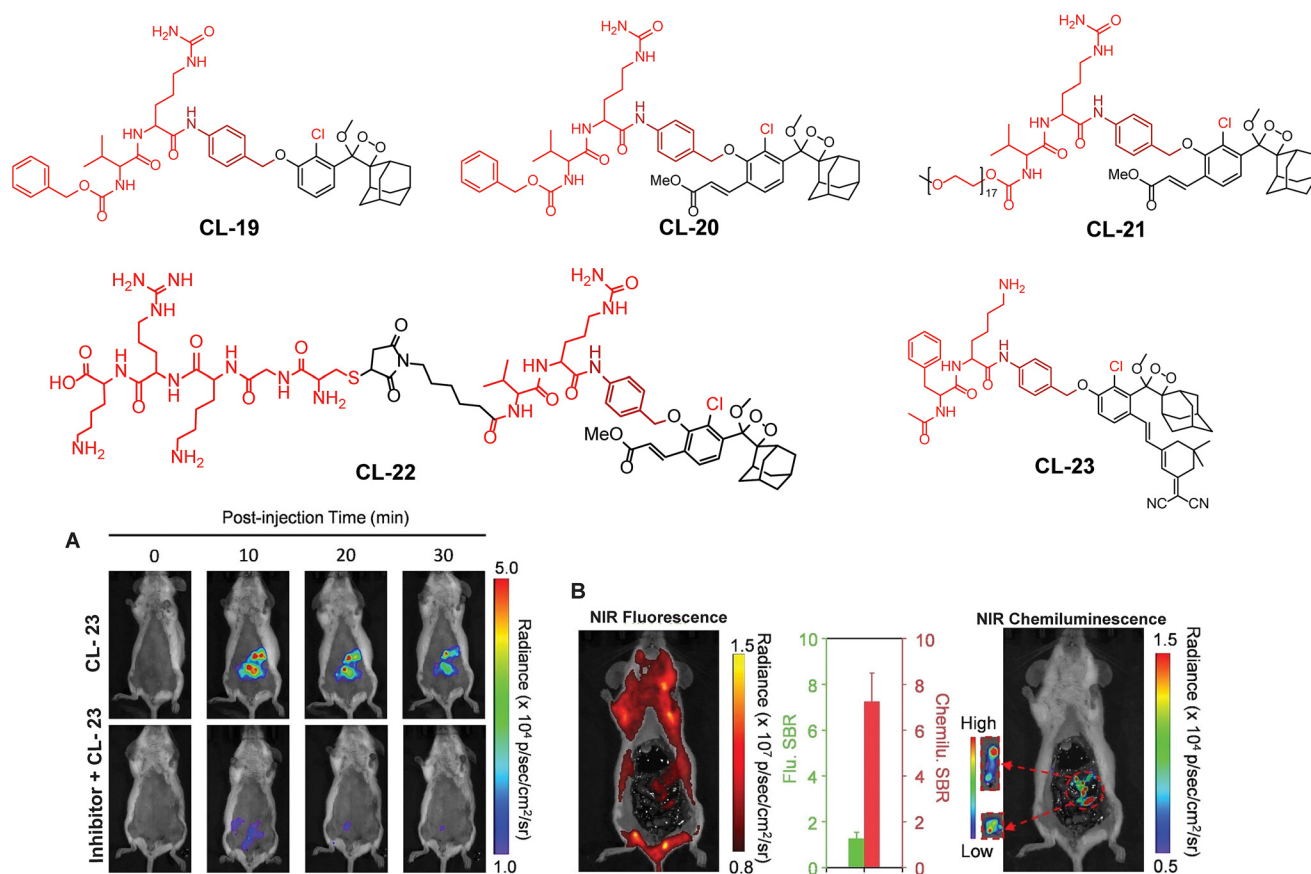 H₂N O
NH
O
H
N
HN
O
O
O
NH
O
O
Cl
O
O
O
CL-19
H₂N O
NH
O
H
N
HN
O
O
O
NH
O
O
Cl
O
O
O
MeO
O
CL-20
H₂N O
NH
O
H
N
HN
O
O
17
O NH
O
O
Cl
O
O
O
MeO
O
CL-21
H₂N NH
NH
O
HO
H
N
O
N
H
O
H
N
O
N
H
O
NH₂
S
O
N
O
NH₂
NH₂
O
N
H
O
H
N
O
H
N
H₂N O
NH
O
Cl
O
O
O
MeO
O
CL-22
NH₂
H
N
O
H
N
O
HN
O
O
Cl
O
O
O
NC CN
CL-23
Post-injection Time (min)
A
0 10 20 30
CL- 23
Inhibitor + CL- 23
5.0
Radiance (x 10⁴ p/sec/cm²/sr)
1.0
B
NIR Fluorescence
1.5
Radiance (x 10⁷ p/sec/cm²/sr)
0.8
10
8
6
4
2
0
Flu. SBR
10
8
6
4
2
0
Chemilu. SBR
NIR Chemiluminescence
High
Low
1.5
Radiance (x 10⁴ p/sec/cm²/sr)
0.5